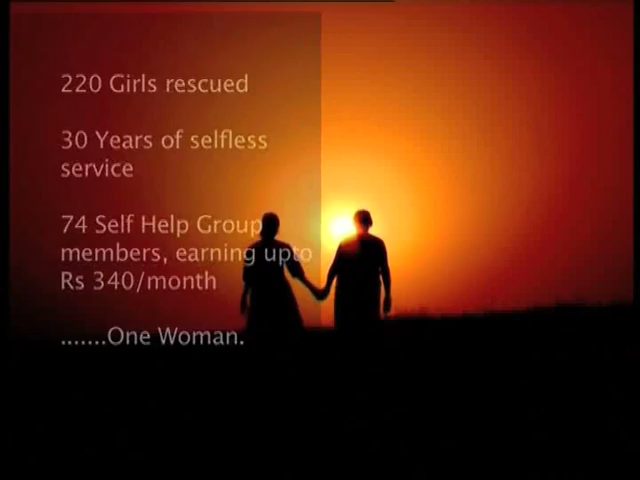 220 Girls rescued
30 Years of selfless
service
74 Self Help Group
members, earning upto
Rs 340/month
.......One Woman.